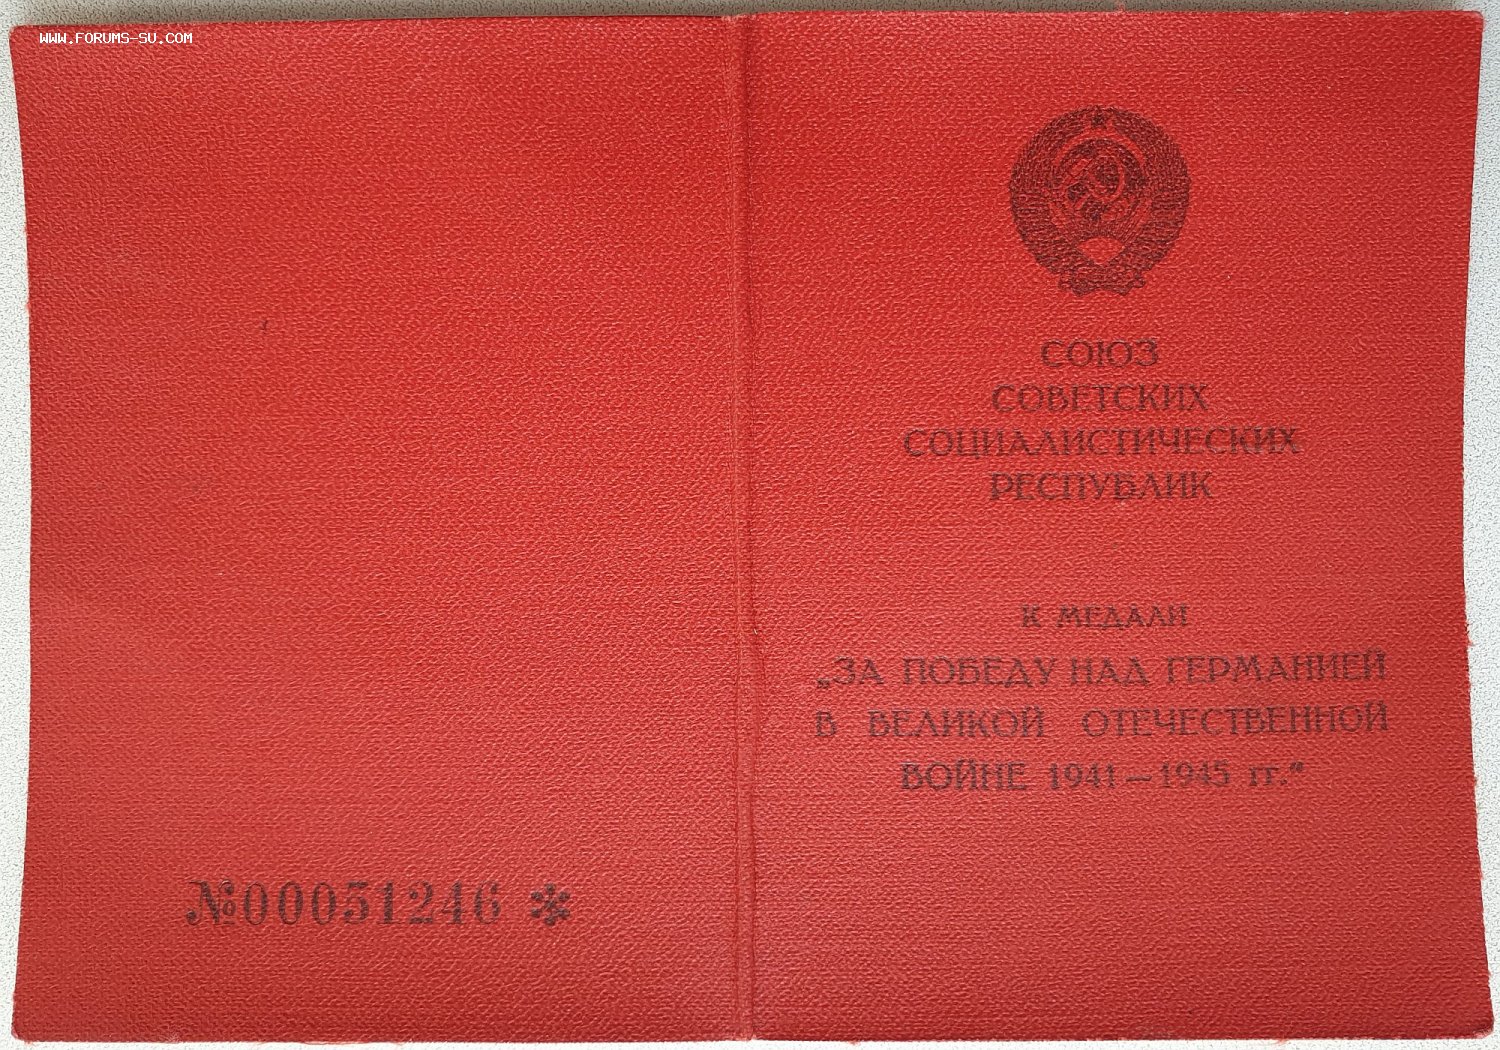 WWW.FORUMS-SU.COM
СОЮЗ
СОВЕТСКИХ
СОЦИАЛИСТИЧЕСКИХ
РЕСПУБЛИК
К МЕДАЛИ
„ЗА ПОБЕДУ НАД ГЕРМАНИЕЙ
В ВЕЛИКОЙ ОТЕЧЕСТВЕННОЙ
ВОЙНЕ 1941—1945 гг.“
№00051246 *